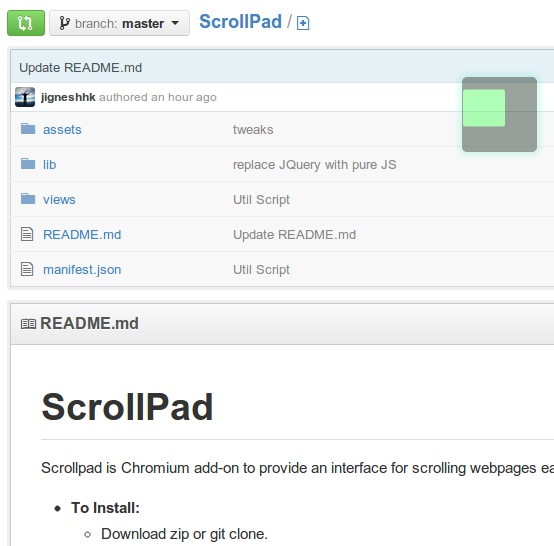 branch: master ScrollPad /
Update README.md
jigneshhk authored an hour ago
assets tweaks
lib replace JQuery with pure JS
views Util Script
README.md Update README.md
manifest.json Util Script
README.md
ScrollPad
Scrollpad is Chromium add-on to provide an interface for scrolling webpages
To Install:
Download zip or git clone.